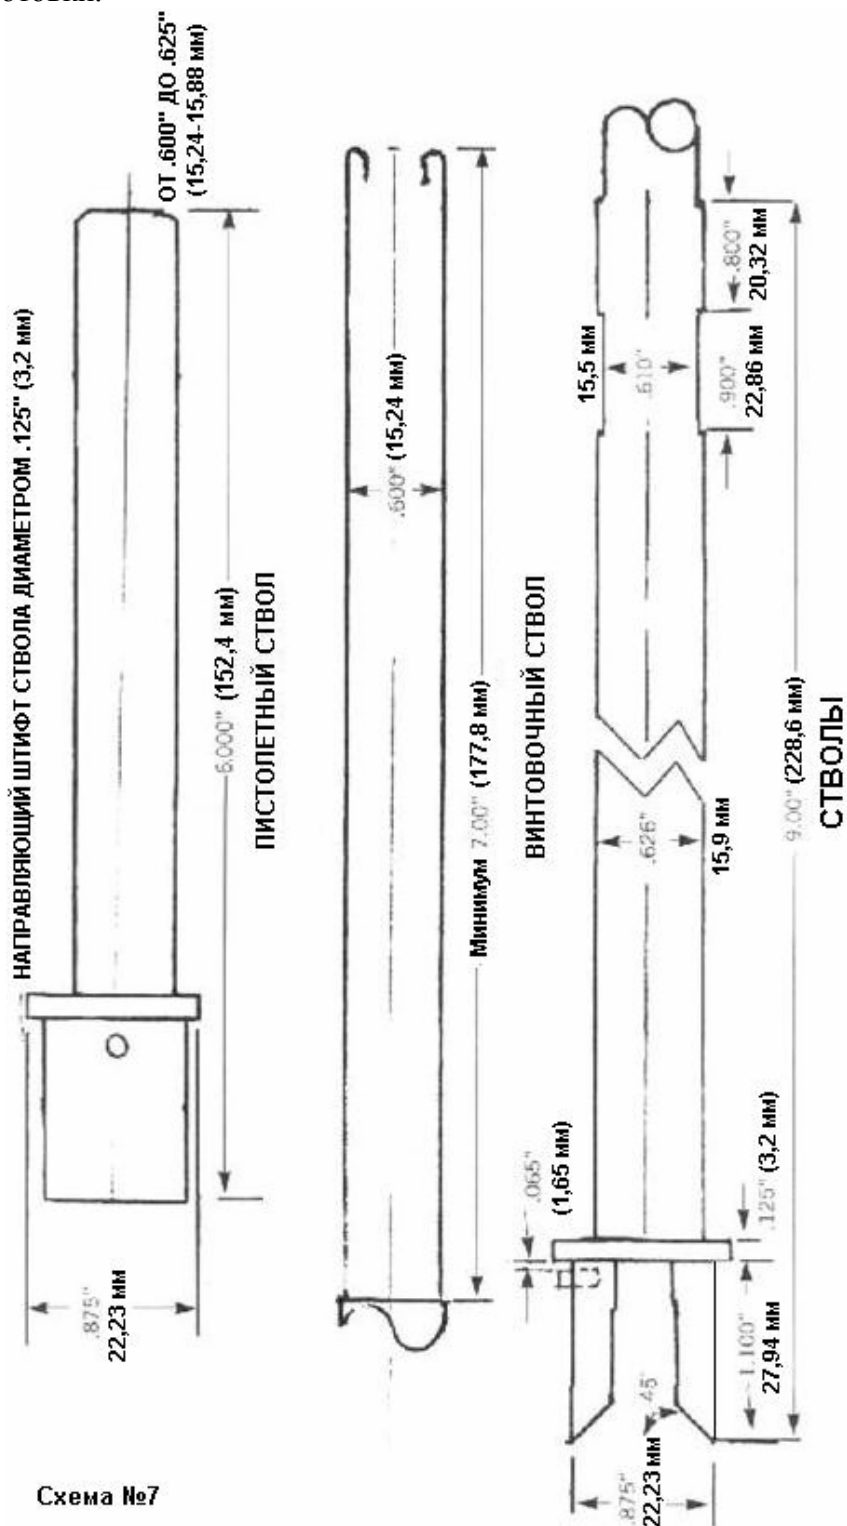 ОТ .600" ДО .625"
(15,24-15,88 мм)
НАПРАВЛЯЮЩИЙ ШТИФТ СТВОЛА ДИАМЕТРОМ .125" (3,2 мм)
6.000" (152,4 мм)
ПИСТОЛЕТНЫЙ СТВОЛ
.875"
22,23 мм
.600" (15,24 мм)
Минимум 7.00" (177,8 мм)
ВИНТОВОЧНЫЙ СТВОЛ
.800"
20,32 мм
15,5 мм
.610"
.900"
22,86 мм
.626"
15,9 мм
9.00" (228,6 мм)
СТВОЛЫ
.065"
(1,65 мм)
.125" (3,2 мм)
1.100"
27,94 мм
45
.875"
22,23 мм
Схема №7